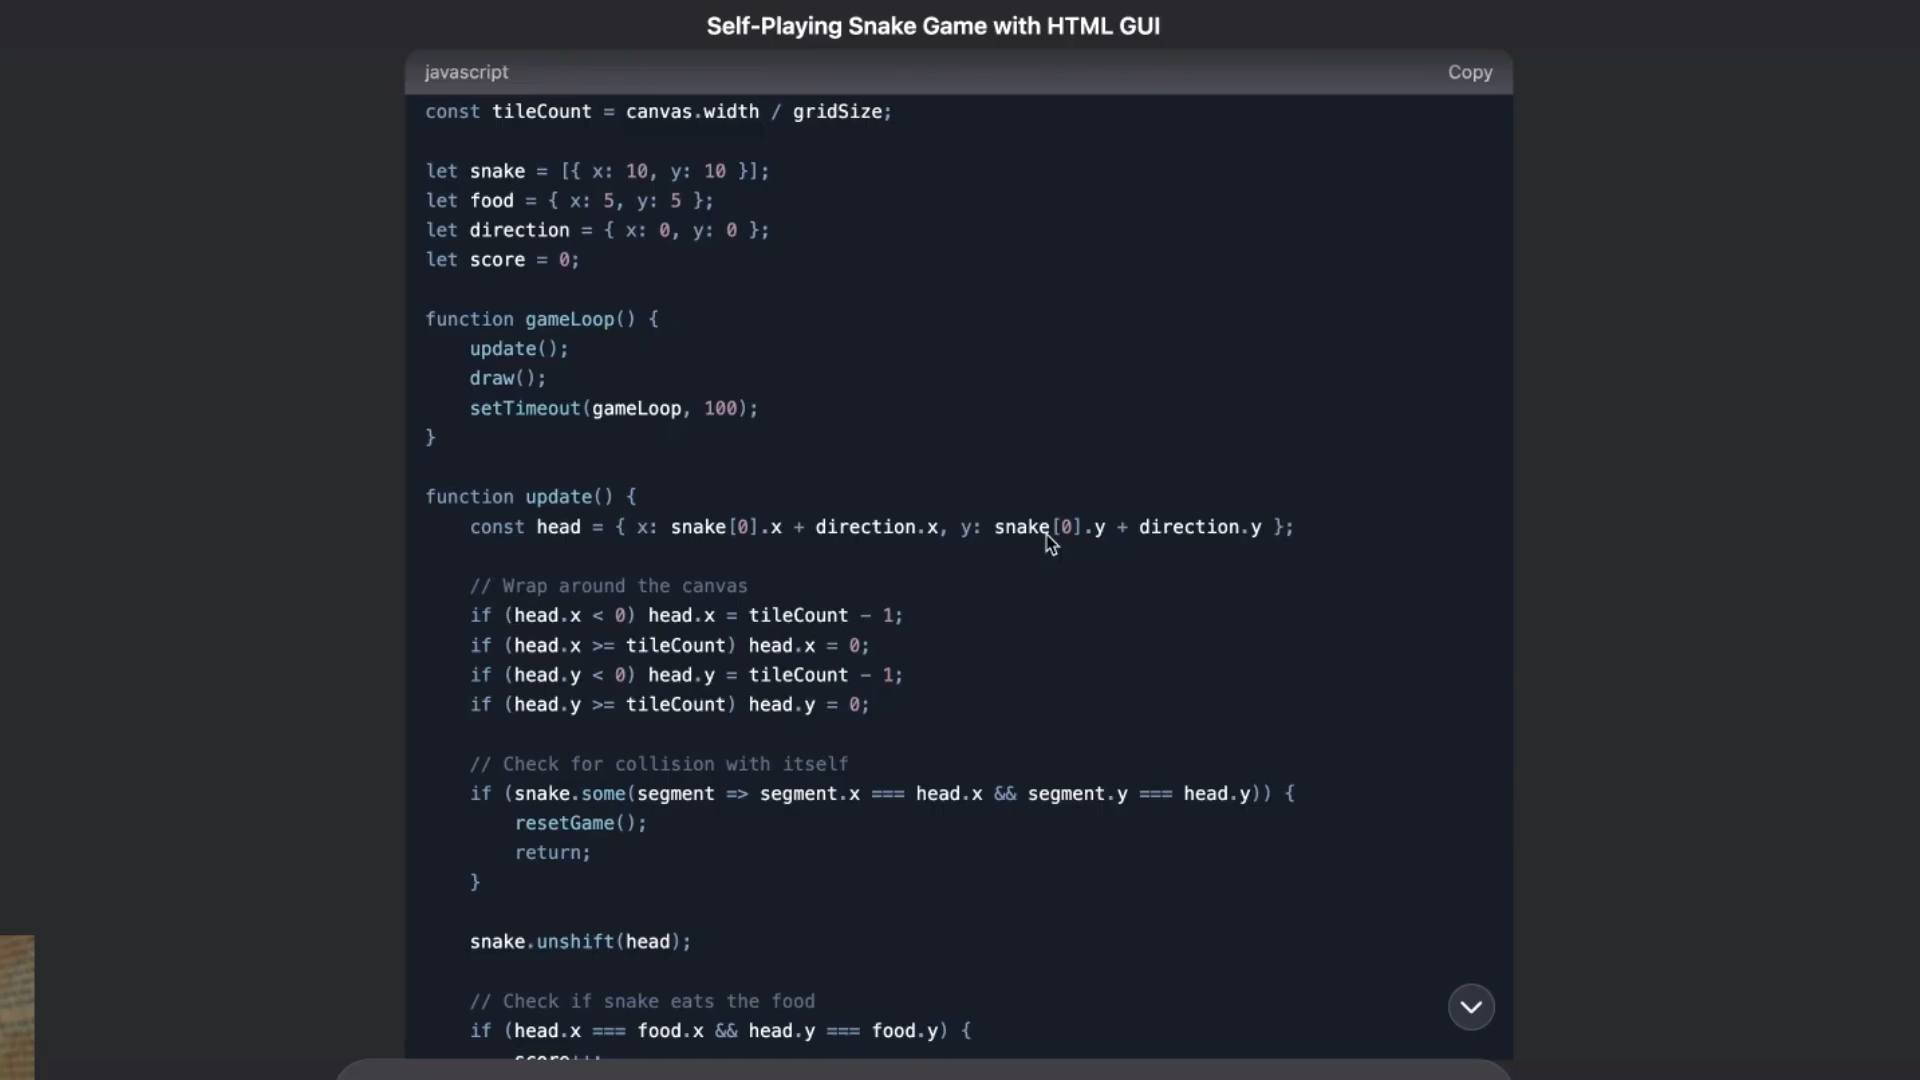 Self-Playing Snake Game with HTML GUI
javascript
Copy
const tileCount = canvas.width / gridSize;
let snake = [{ x: 10, y: 10 }];
let food = { x: 5, y: 5 };
let direction = { x: 0, y: 0 };
let score = 0;
function gameLoop() {
update();
draw();
setTimeout(gameLoop, 100);
}
function update() {
const head = { x: snake[0].x + direction.x, y: snake[0].y + direction.y };
// Wrap around the canvas
if (head.x < 0) head.x = tileCount - 1;
if (head.x >= tileCount) head.x = 0;
if (head.y < 0) head.y = tileCount - 1;
if (head.y >= tileCount) head.y = 0;
// Check for collision with itself
if (snake.some(segment => segment.x === head.x && segment.y === head.y)) {
resetGame();
return;
}
snake.unshift(head);
// Check if snake eats the food
if (head.x === food.x && head.y === food.y) {